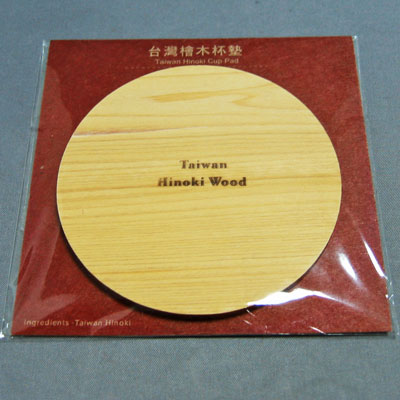 台灣檜木杯墊
Taiwan Hinoki Cup Pad
Taiwan
Hinoki Wood
Ingredients -Taiwan Hinoki